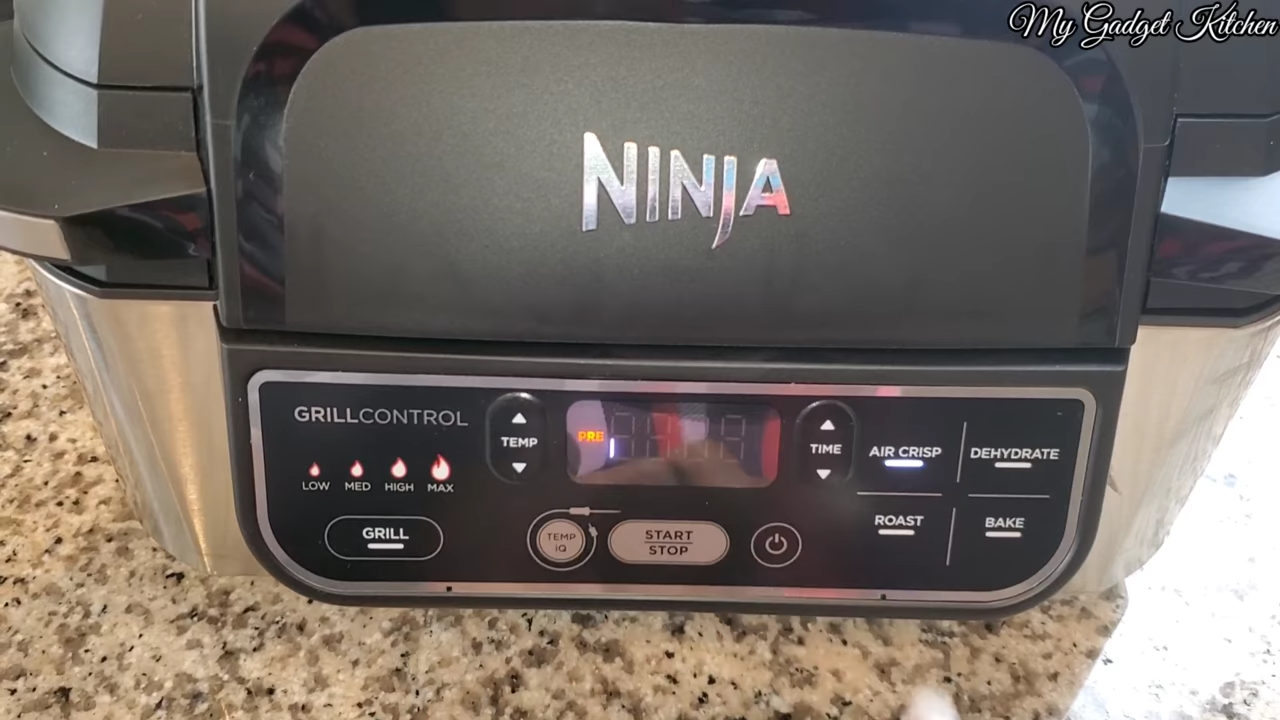 My Gadget Kitchen
NINJA
GRILLCONTROL
LOW MED HIGH MAX
GRILL
TEMP
PRE
TIME
TEMP
iQ
START
STOP
AIR CRISP
DEHYDRATE
ROAST
BAKE